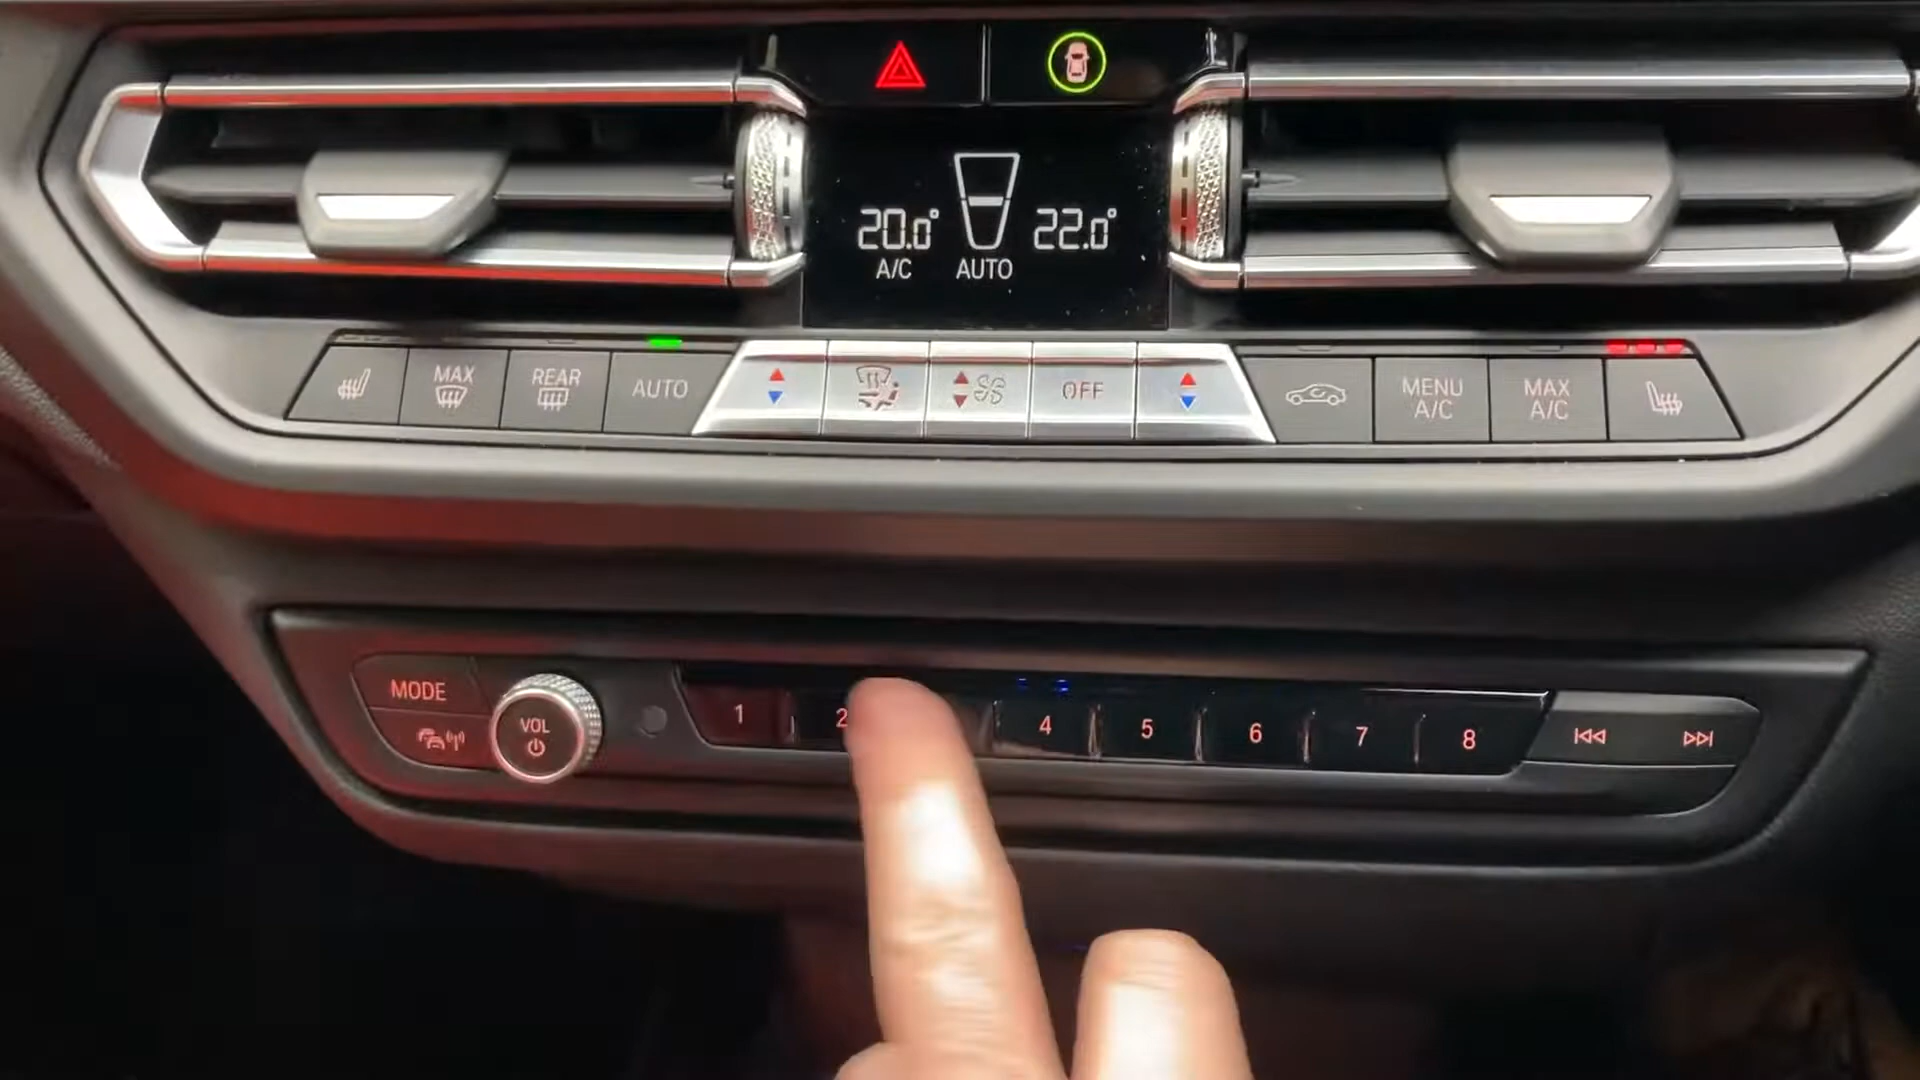 20.0° 22.0°
A/C AUTO
MAX
REAR
AUTO
OFF
MENU
A/C
MAX
A/C
MODE
VOL
1 2 4 5 6 7 8